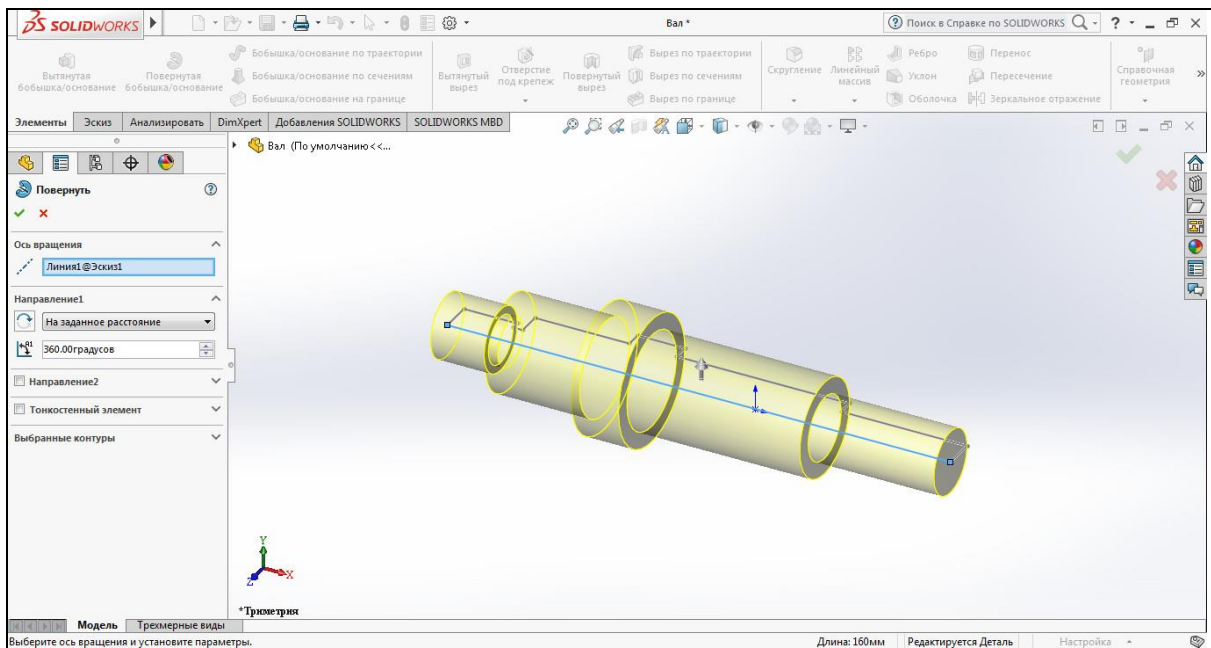 SOLIDWORKS
Вал *
Поиск в Справке по SOLIDWORKS
Вытянутая бобышка/основание
Повернутая бобышка/основание
Бобышка/основание по траектории
Бобышка/основание по сечениям
Бобышка/основание на границе
Вытянутый вырез
Отверстие под крепеж
Повернутый вырез
Вырез по траектории
Вырез по сечениям
Вырез по границе
Скругление
Линейный массив
Ребро
Уклон
Оболочка
Перенос
Пересечение
Зеркальное отражение
Справочная геометрия
Элементы
Эскиз
Анализировать
DimXpert
Добавления SOLIDWORKS
SOLIDWORKS MBD
Вал (По умолчанию<<...
Повернуть
Ось вращения
Линия1@Эскиз1
Направление1
На заданное расстояние
360.00градусов
Направление2
Тонкостенный элемент
Выбранные контуры
Y
X
Z
*Триметрия
Модель
Трехмерные виды
Выберите ось вращения и установите параметры.
Длина: 160мм
Редактируется Деталь
Настройка